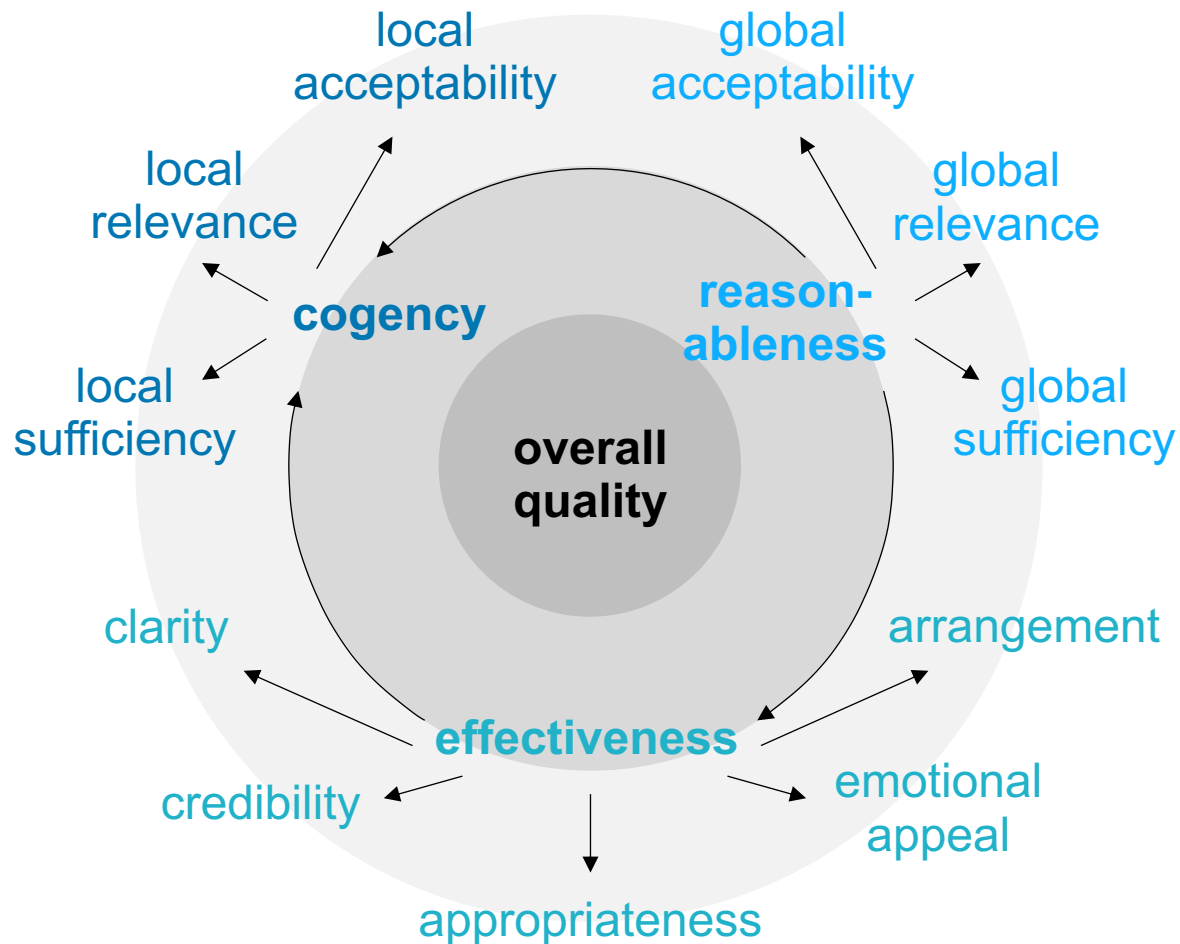 local
acceptability
global
acceptability
local
relevance
global
relevance
cogency
reason-
ableness
local
sufficiency
global
sufficiency
overall
quality
clarity
arrangement
effectiveness
credibility
emotional
appeal
appropriateness